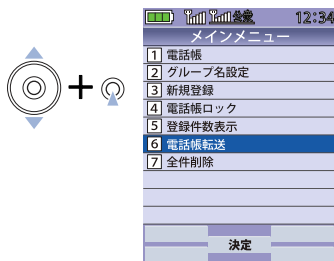 12:34
メインメニュー
1 電話帳
2 グループ名設定
3 新規登録
4 電話帳ロック
5 登録件数表示
6 電話帳転送
7 全件削除
決定